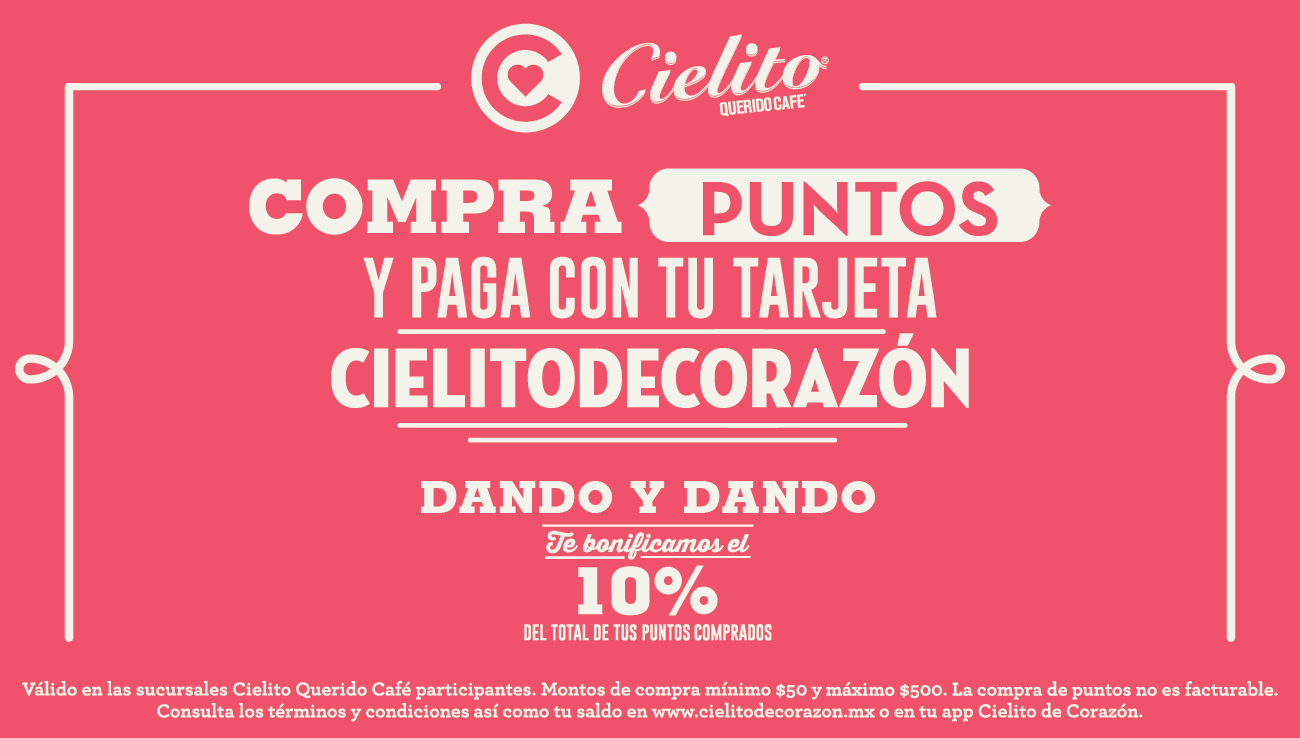 Cielito®
QUERIDO CAFÉ
COMPRA PUNTOS
Y PAGA CON TU TARJETA
CIELITODECORAZÓN
DANDO Y DANDO
Te bonificamos el
10%
DEL TOTAL DE TUS PUNTOS COMPRADOS
Válido en las sucursales Cielito Querido Café participantes. Montos de compra mínimo $50 y máximo $500. La compra de puntos no es facturable.
Consulta los términos y condiciones así como tu saldo en www.cielitodecorazon.mx o en tu app Cielito de Corazón.